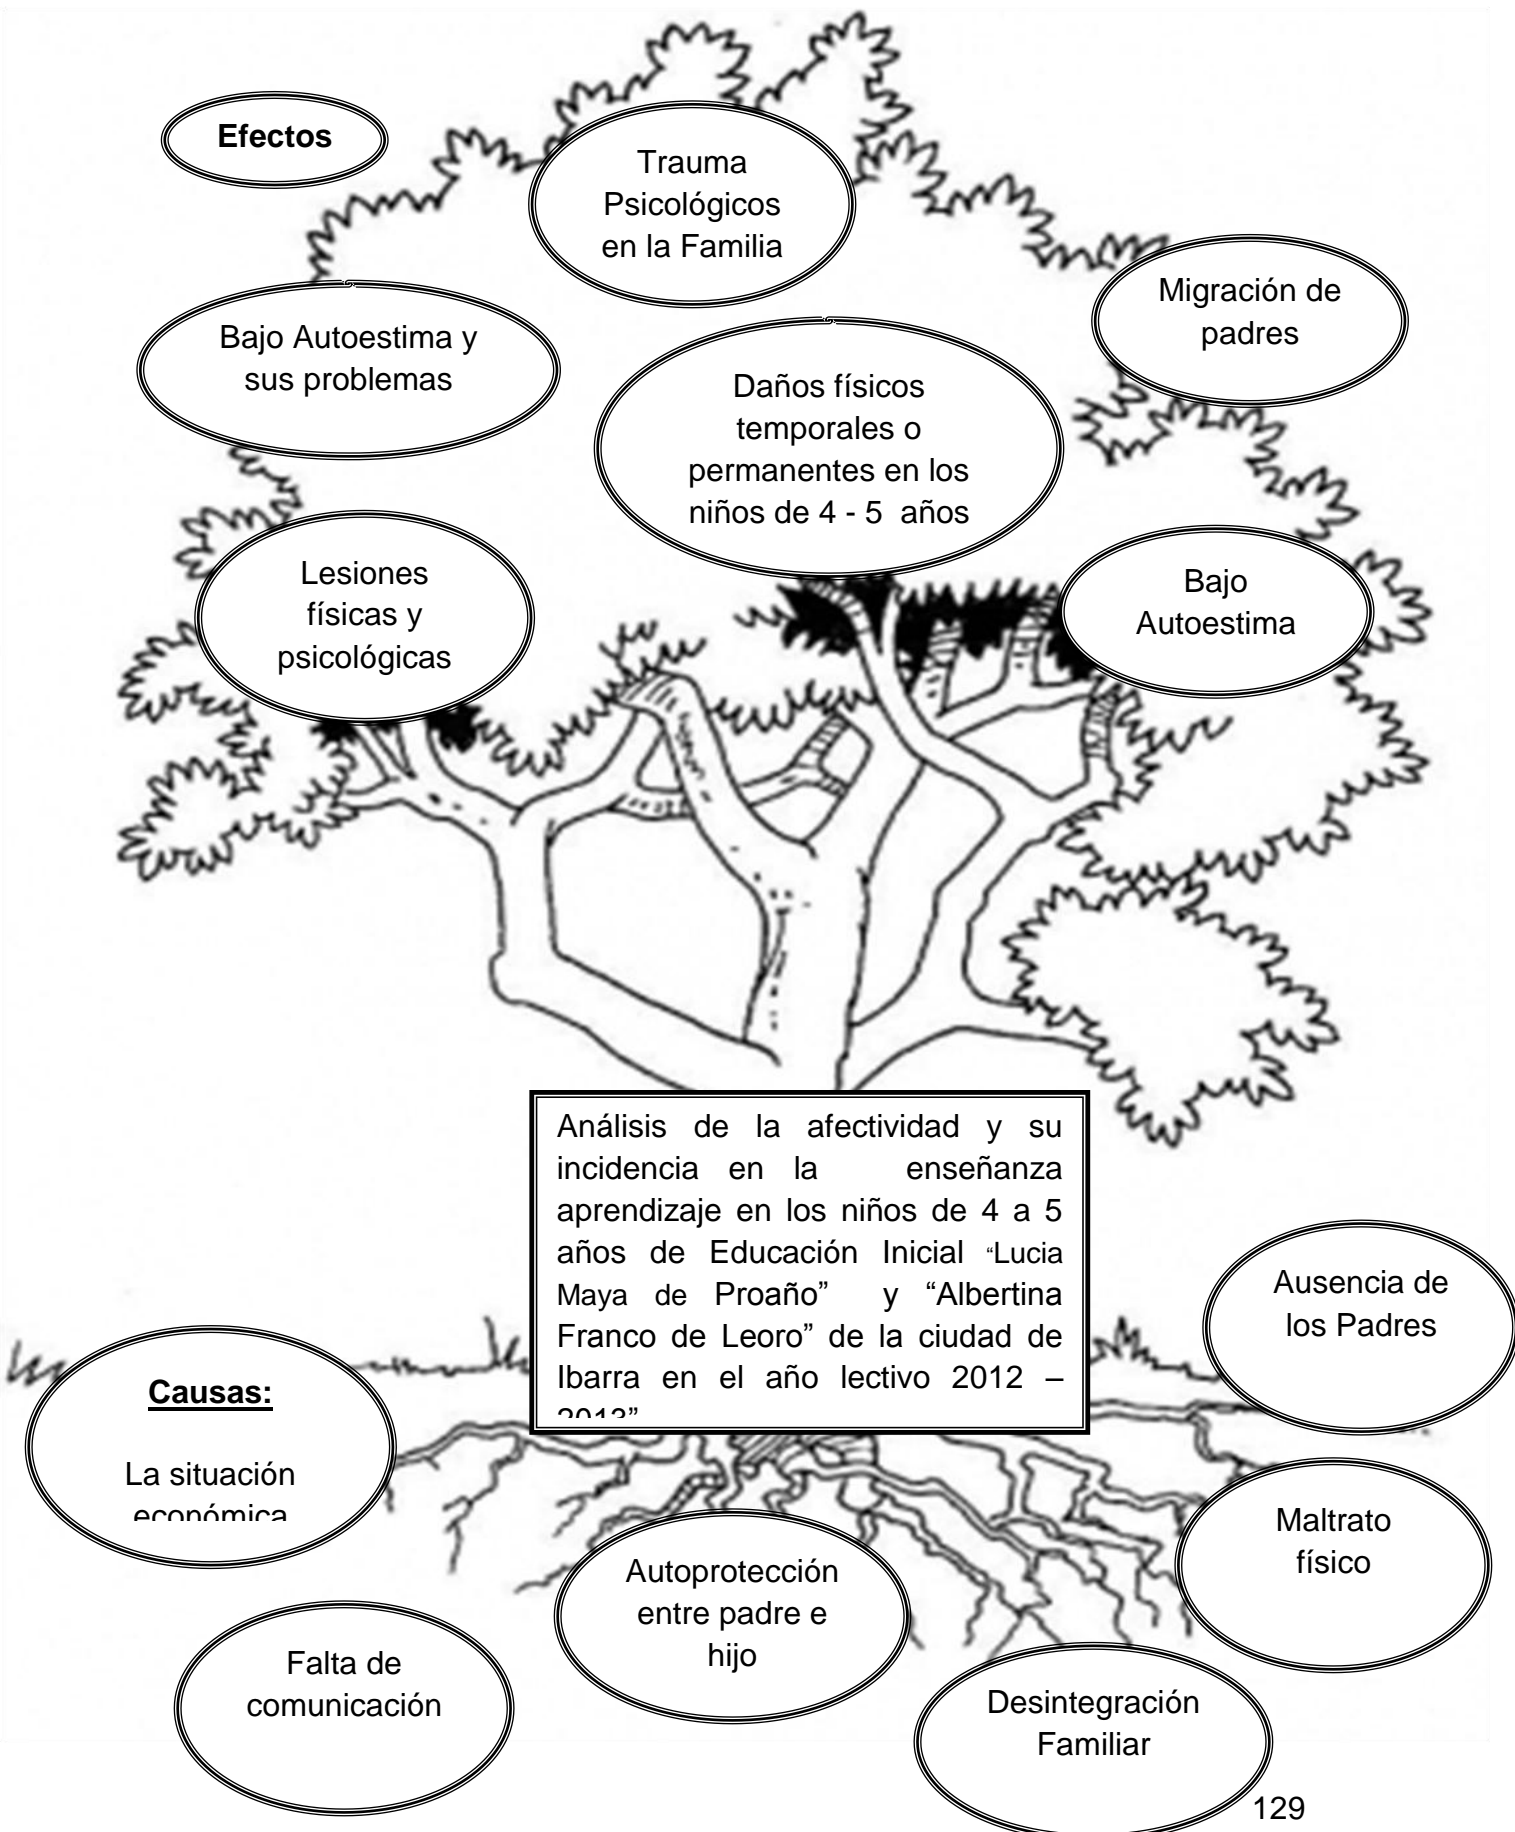 Efectos
Trauma
Psicológicos
en la Familia
Migración de
padres
Bajo Autoestima y
sus problemas
Daños físicos
temporales o
permanentes en los
niños de 4 - 5 años
Lesiones
físicas y
psicológicas
Bajo
Autoestima
Análisis de la afectividad y su
incidencia en la enseñanza
aprendizaje en los niños de 4 a 5
años de Educación Inicial “Lucia
Maya de Proaño” y “Albertina
Franco de Leoro” de la ciudad de
Ibarra en el año lectivo 2012 –
2013”
Ausencia de
los Padres
Causas:
La situación
económica
Maltrato
físico
Autoprotección
entre padre e
hijo
Falta de
comunicación
Desintegración
Familiar
129